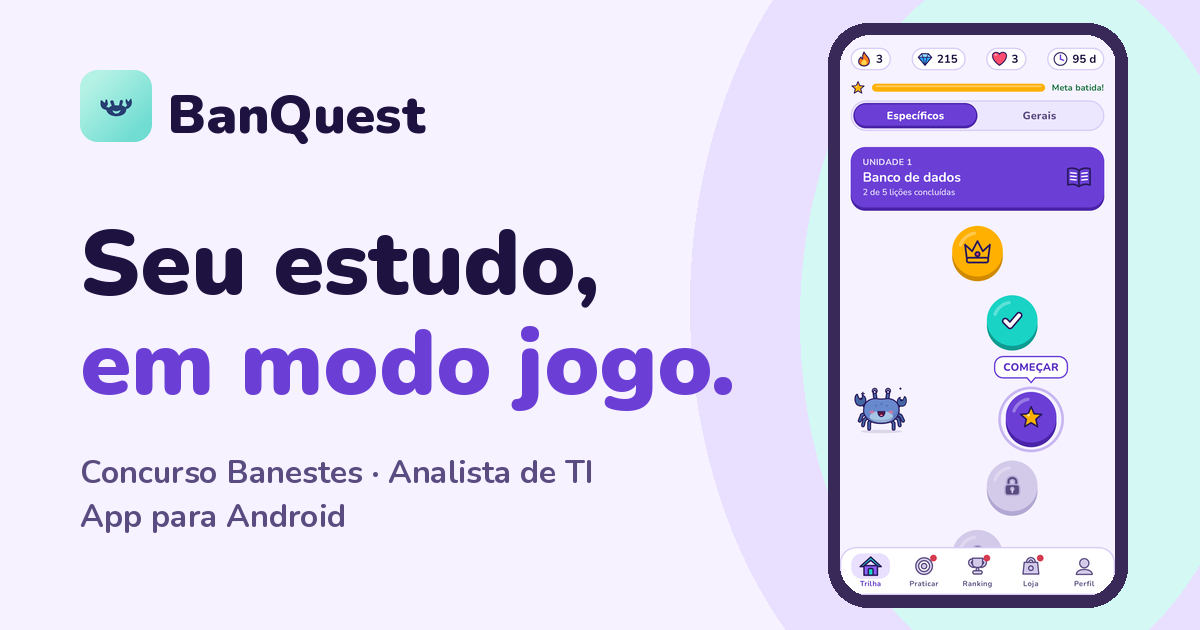 BanQuest
Seu estudo,
em modo jogo.
Concurso Banestes · Analista de TI
App para Android
3
215
3
95 d
Meta batida!
Específicos
Gerais
UNIDADE 1
Banco de dados
2 de 5 lições concluídas
COMEÇAR
Trilha
Praticar
Ranking
Loja
Perfil